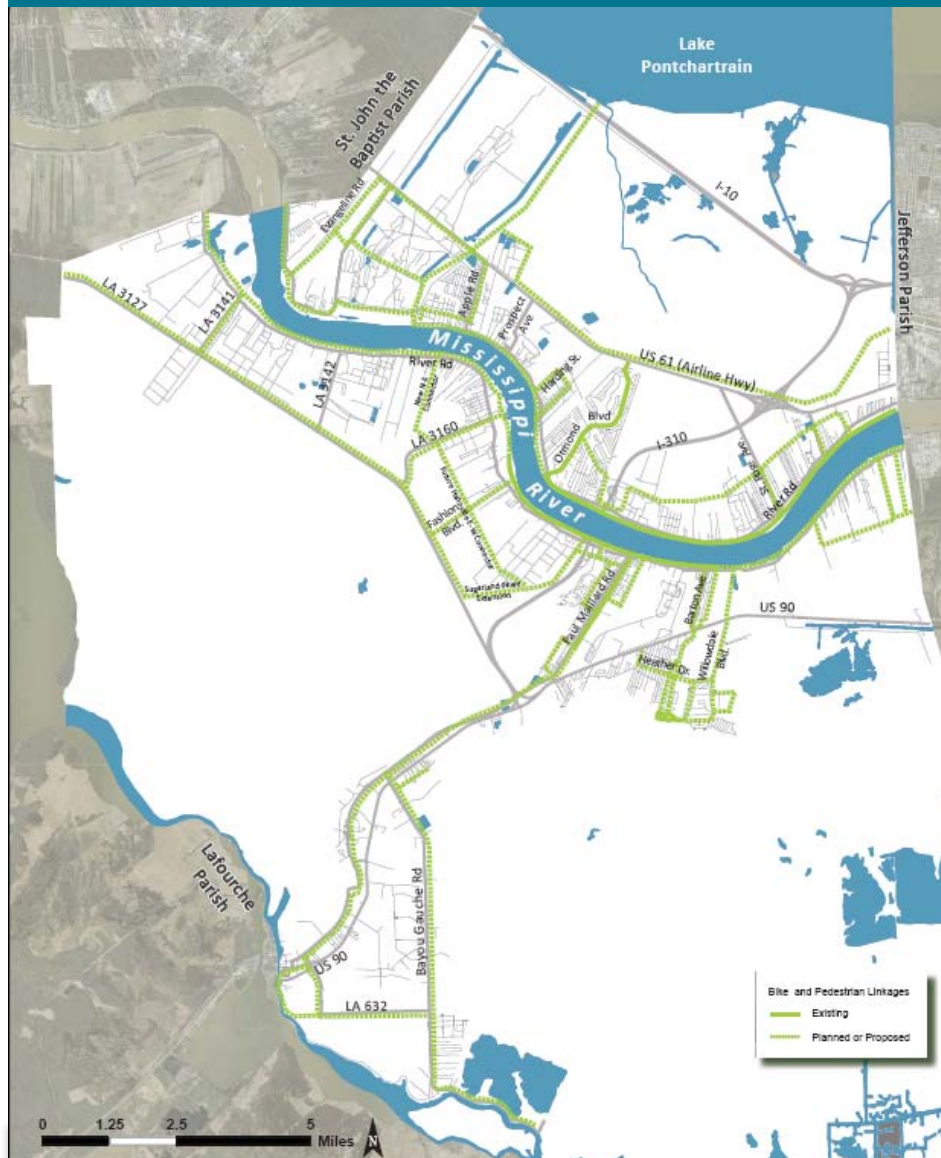 Lake
Pontchartrain
St. John the
Baptist Parish
I-10
Evangeline Rd
Jefferson Parish
LA 3127
LA 3141
Apple Rd
Prospect
Ave
Mississippi
River
US 61 (Airline Hwy)
River Rd
LA 3142
Harding St.
Ormond
Blvd
LA 3160
I-310
River Rd
Fashion
Blvd.
Paul Maillard Rd
Barton Ave
US 90
Heather Dr.
Willowdale
Blvd.
Lafourche
Parish
Bayou Gauche Rd
US 90
LA 632
Bike and Pedestrian Linkages
Existing
Planned or Proposed
0 1.25 2.5 5
Miles
N